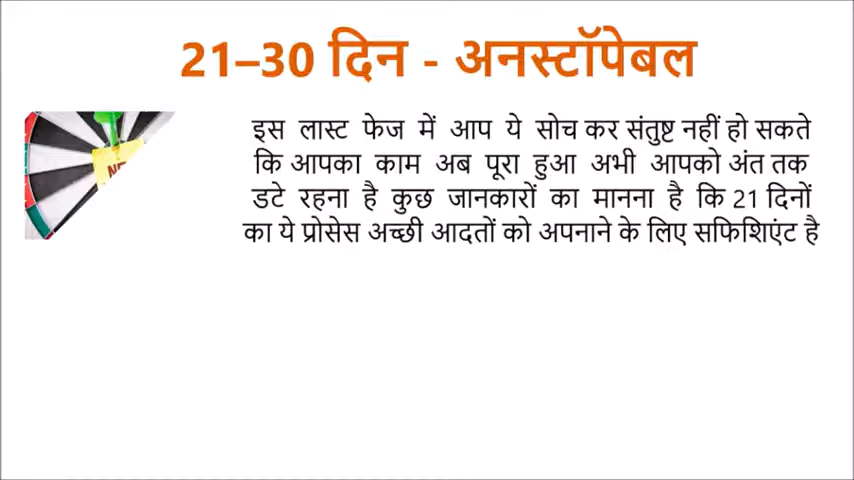 21–30 दिन - अनस्टॉपेबल
इस लास्ट फेज में आप ये सोच कर संतुष्ट नहीं हो सकते
कि आपका काम अब पूरा हुआ अभी आपको अंत तक
डटे रहना है कुछ जानकारों का मानना है कि 21 दिनों
का ये प्रोसेस अच्छी आदतों को अपनाने के लिए सफिशिएंट है